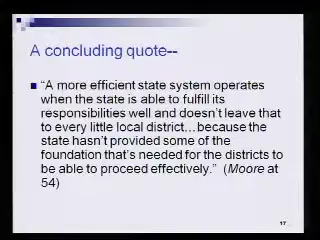 A concluding quote--
“A more efficient state system operates
when the state is able to fulfill its
responsibilities well and doesn’t leave that
to every little local district…because the
state hasn’t provided some of the
foundation that’s needed for the districts to
be able to proceed effectively.” (Moore at
54)
17